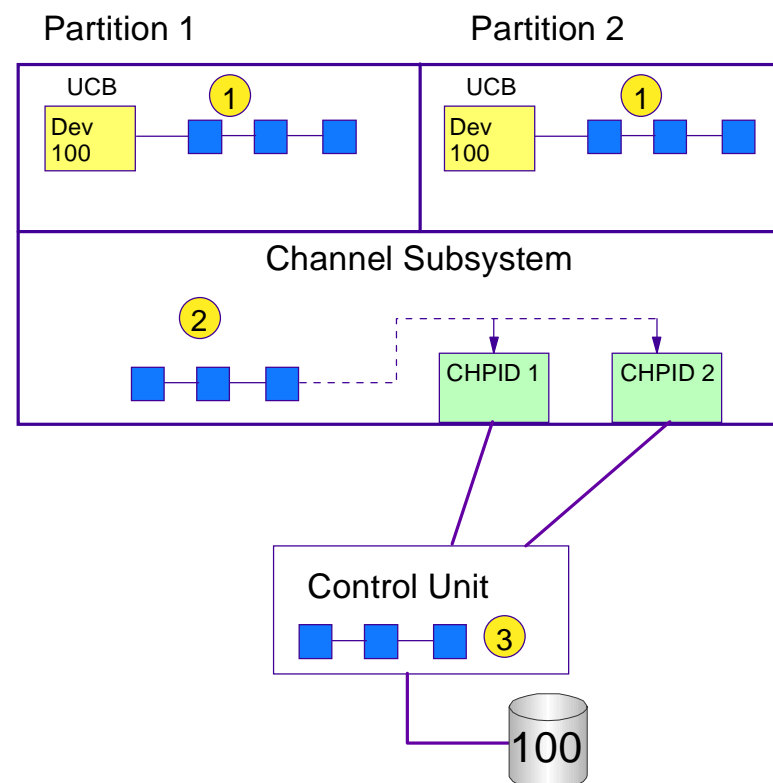 Partition 1
Partition 2
UCB
1
Dev
100
UCB
1
Dev
100
Channel Subsystem
2
CHPID 1
CHPID 2
Control Unit
3
100